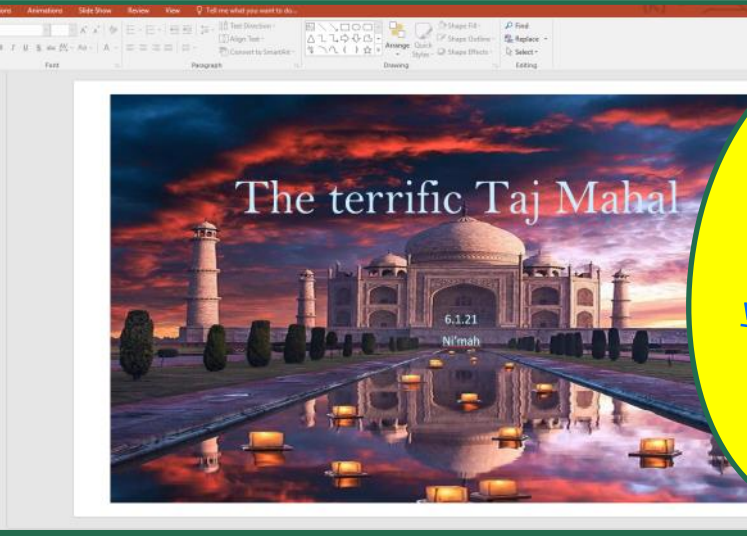 Animations Slide Show Review View Tell me what you want to do...
Text Direction
Align Text
Convert to SmartArt
Arrange Quick Styles
Shape Fill
Shape Outline
Shape Effects
Find
Replace
Select
Font Paragraph Drawing Editing
The terrific Taj Mahal
6.1.21
Ni'mah